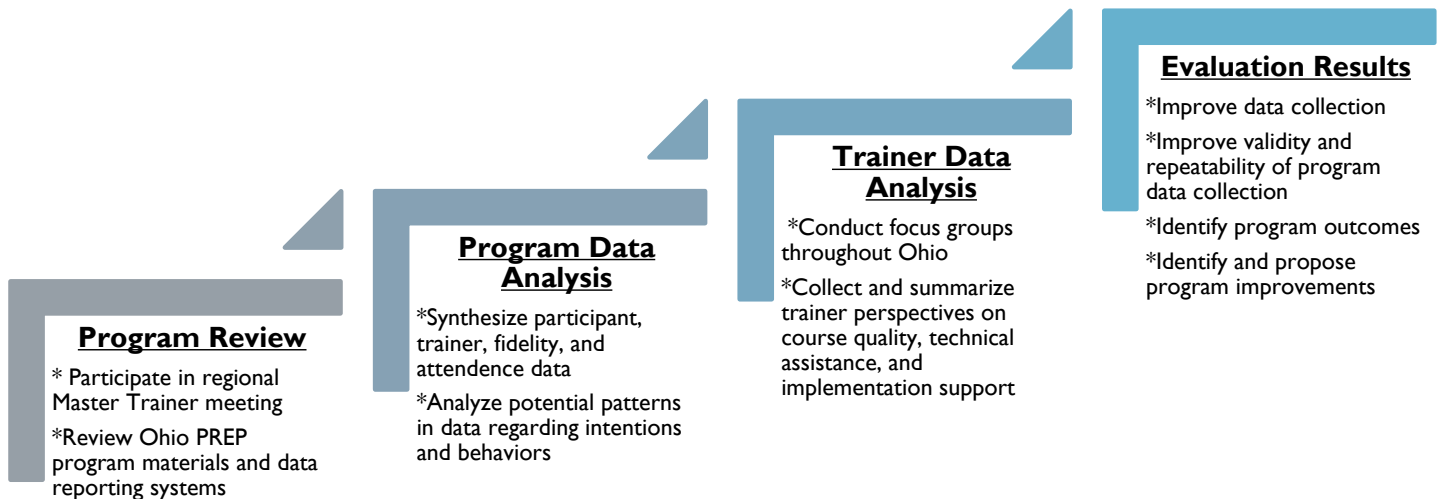 Program Review
* Participate in regional
Master Trainer meeting
*Review Ohio PREP
program materials and data
reporting systems
Program Data
Analysis
*Synthesize participant,
trainer, fidelity, and
attendence data
*Analyze potential patterns
in data regarding intentions
and behaviors
Trainer Data
Analysis
*Conduct focus groups
throughout Ohio
*Collect and summarize
trainer perspectives on
course quality, technical
assistance, and
implementation support
Evaluation Results
*Improve data collection
*Improve validity and
repeatability of program
data collection
*Identify program outcomes
*Identify and propose
program improvements